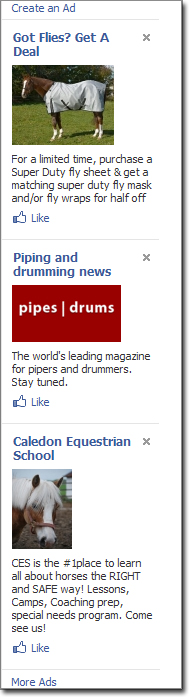 Create an Ad
Got Flies? Get A
Deal
For a limited time, purchase a
Super Duty fly sheet & get a
matching super duty fly mask
and/or fly wraps for half off
Like
Piping and
drumming news
pipes | drums
The world's leading magazine
for pipers and drummers.
Stay tuned.
Like
Caledon Equestrian
School
CES is the #1place to learn
all about horses the RIGHT
and SAFE way! Lessons,
Camps, Coaching prep,
special needs program. Come
see us!
Like
More Ads